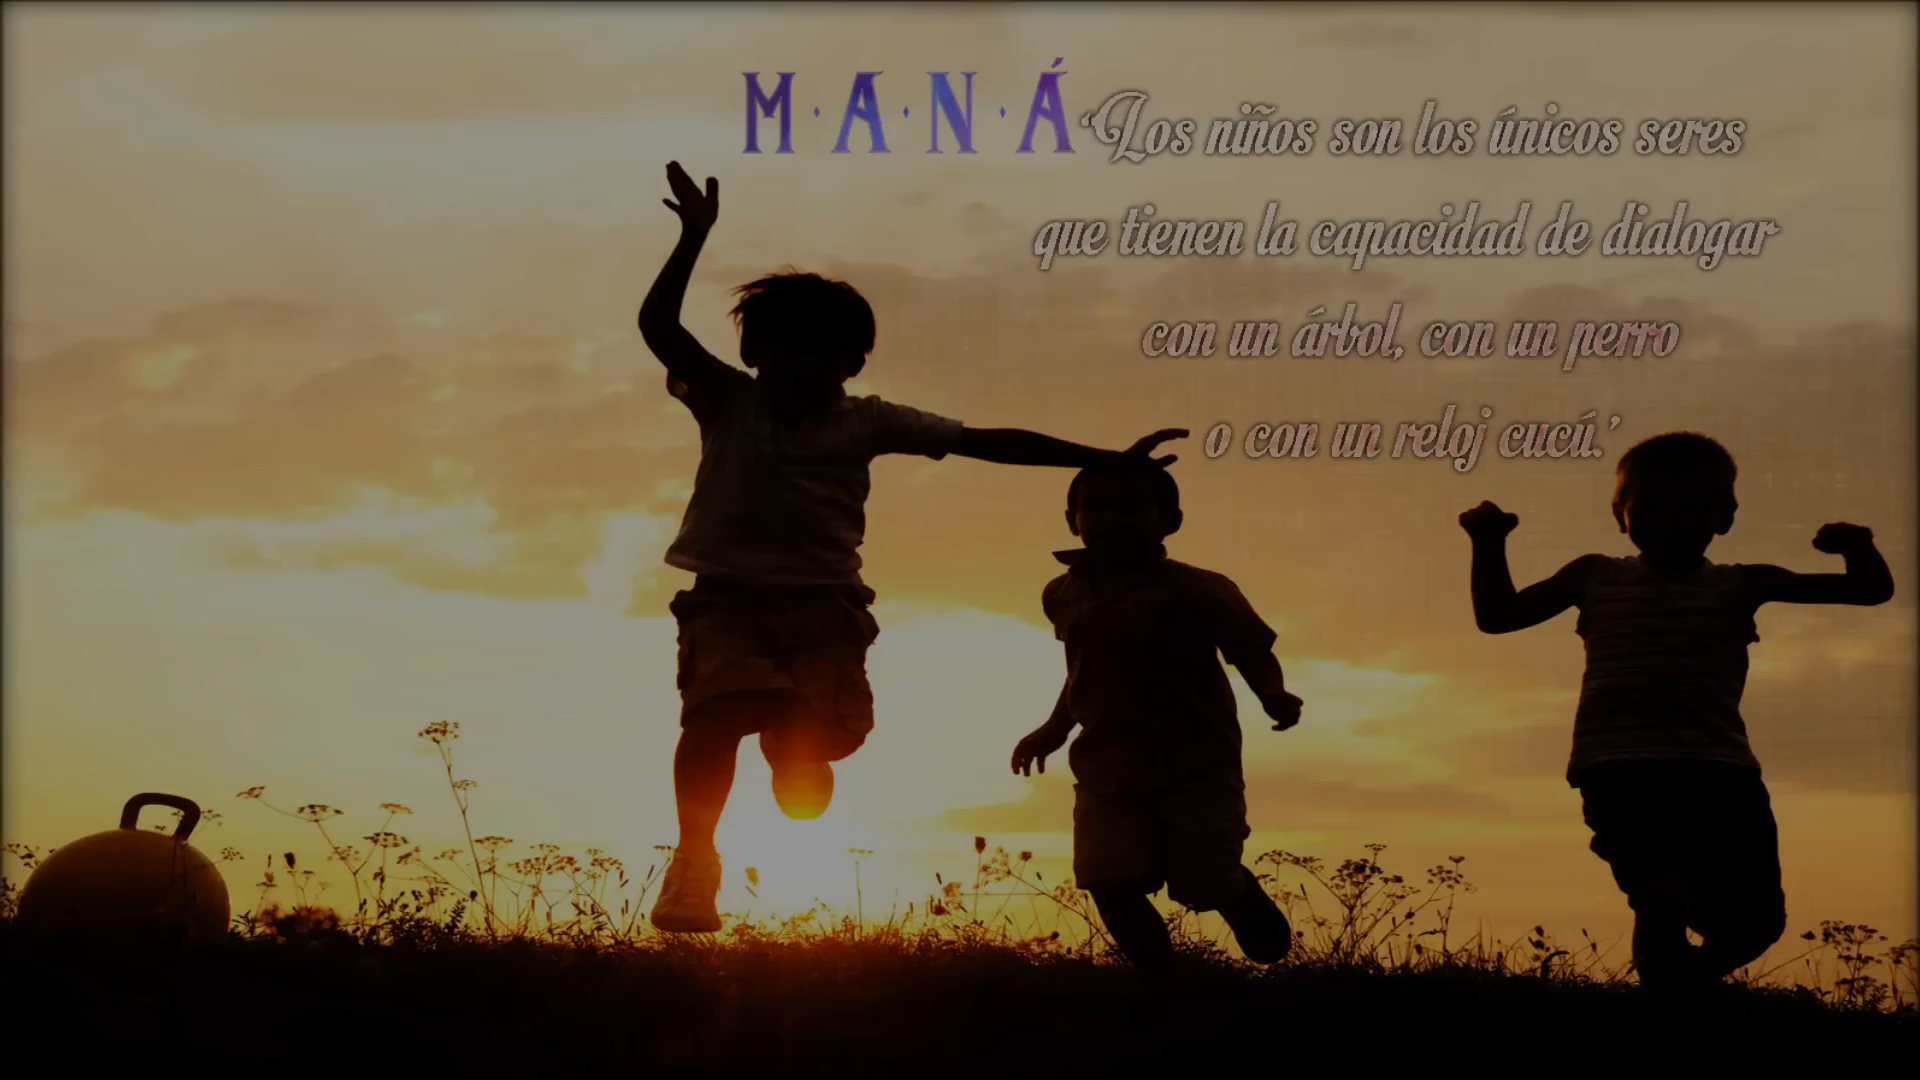 M·A·N·Á
“Los niños son los únicos seres
que tienen la capacidad de dialogar
con un árbol, con un perro
o con un reloj cucú.”